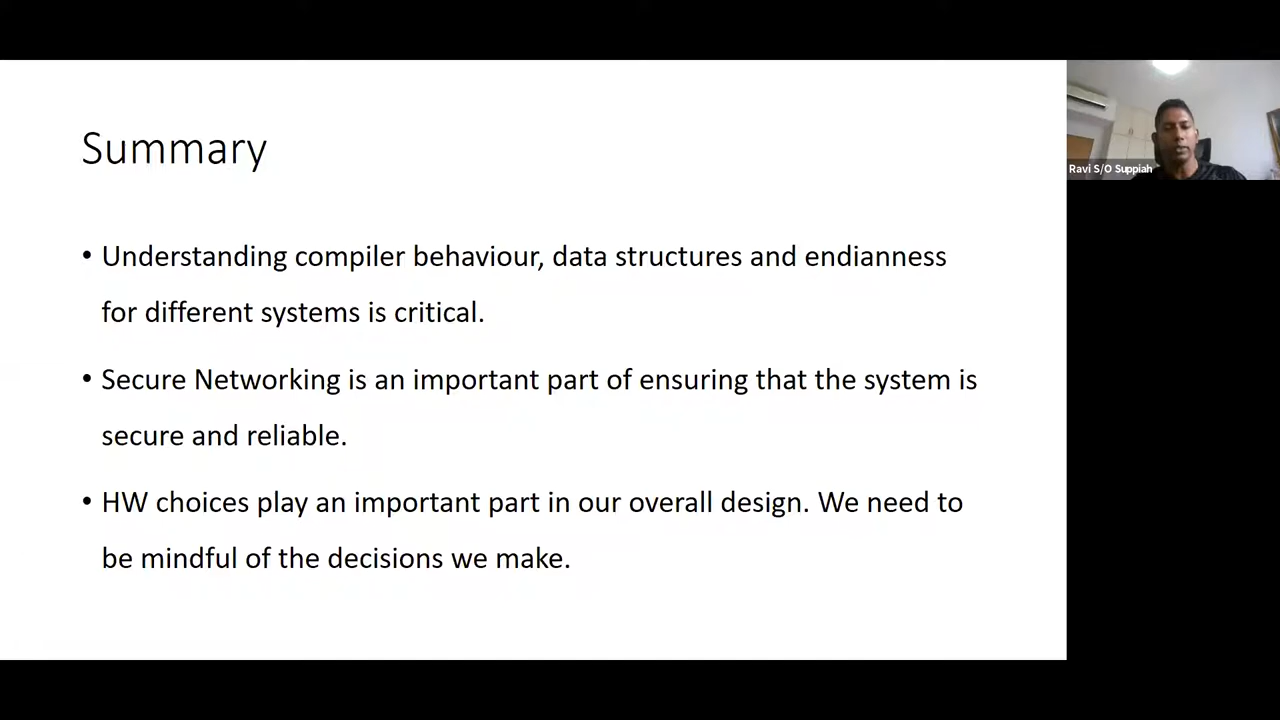 Summary
• Understanding compiler behaviour, data structures and endianness
for different systems is critical.
• Secure Networking is an important part of ensuring that the system is
secure and reliable.
• HW choices play an important part in our overall design. We need to
be mindful of the decisions we make.
Ravi S/O Suppiah